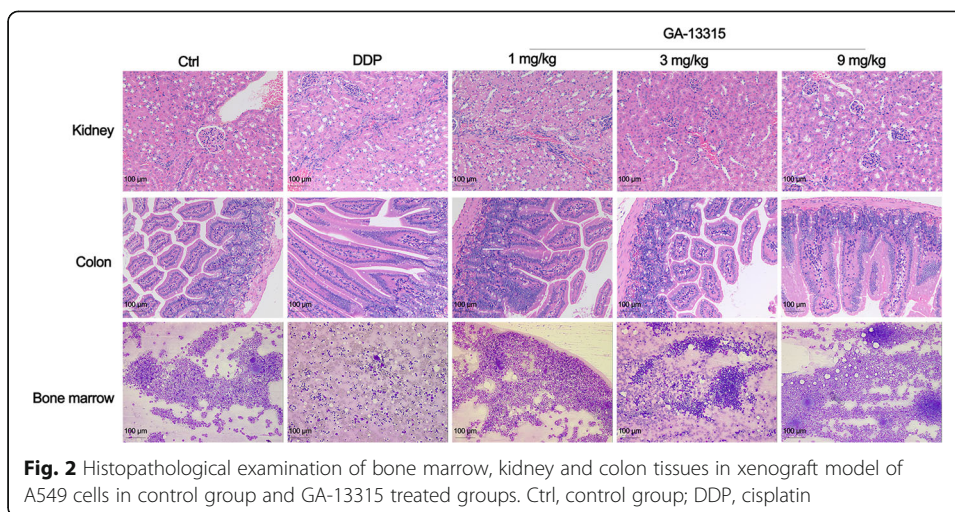 GA-13315
Ctrl DDP 1 mg/kg 3 mg/kg 9 mg/kg
Kidney
100 µm 100 µm 100 µm 100 µm 100 µm
Colon
100 µm 100 µm 100 µm 100 µm 100 µm
Bone marrow
100 µm 100 µm 100 µm 100 µm 100 µm
Fig. 2 Histopathological examination of bone marrow, kidney and colon tissues in xenograft model of
A549 cells in control group and GA-13315 treated groups. Ctrl, control group; DDP, cisplatin